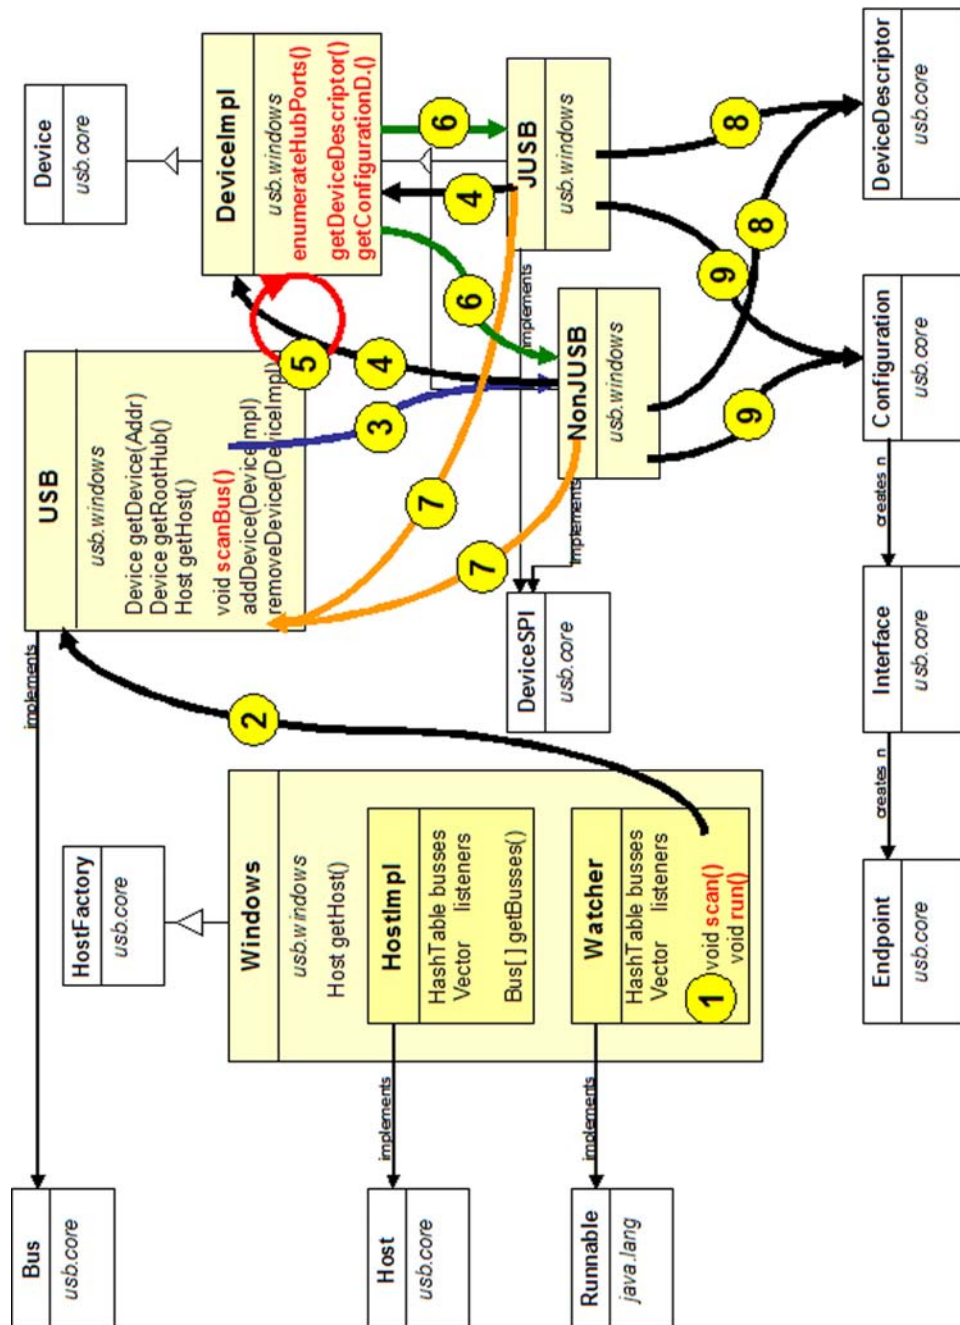 Bus
usb.core
implements
USB
usb.windows
Device getDevice(Addr)
Device getRootHub()
Host getHost()
void scanBus()
addDevice(DeviceImpl)
removeDevice(DeviceImpl)
Device
usb.core
HostFactory
usb.core
Windows
usb.windows
Host getHost()
HostImpl
HashTable busses
Vector listeners
Bus[ ] getBusses()
Watcher
HashTable busses
Vector listeners
1
void scan()
void run()
2
Host
usb.core
implements
Runnable
java.lang
implements
DeviceImpl
usb.windows
enumerateHubPorts()
getDeviceDescriptor()
getConfigurationD.()
5
4
3
6
4
6
7
7
DeviceSPI
usb.core
implements
implements
NonJUSB
usb.windows
JUSB
usb.windows
9
9
8
8
Endpoint
usb.core
creates n
Interface
usb.core
creates n
Configuration
usb.core
DeviceDescriptor
usb.core